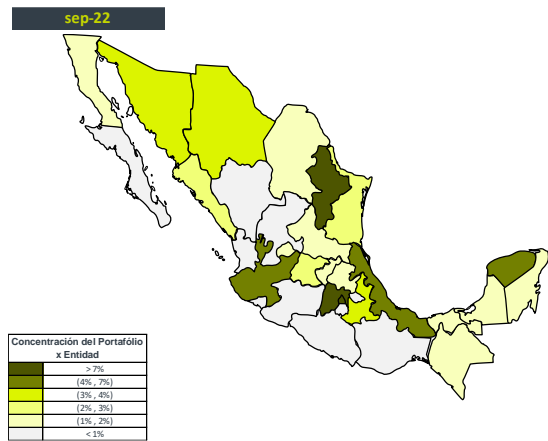 sep-22
Concentración del Portafólio
x Entidad
>7%
(4% , 7%)
(3% , 4%)
(2% , 3%)
(1% , 2%)
<1%